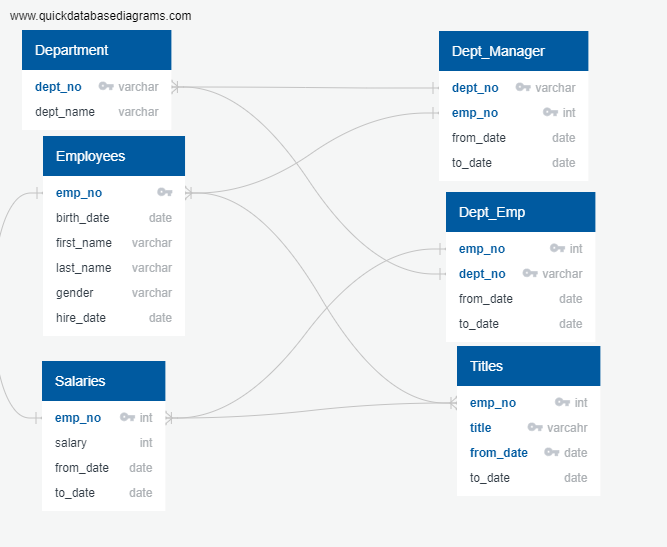 www.quickdatabasediagrams.com
Department
dept_no varchar
dept_name varchar
Employees
emp_no
birth_date date
first_name varchar
last_name varchar
gender varchar
hire_date date
Salaries
emp_no int
salary int
from_date date
to_date date
Dept_Manager
dept_no varchar
emp_no int
from_date date
to_date date
Dept_Emp
emp_no int
dept_no varchar
from_date date
to_date date
Titles
emp_no int
title varcahr
from_date date
to_date date